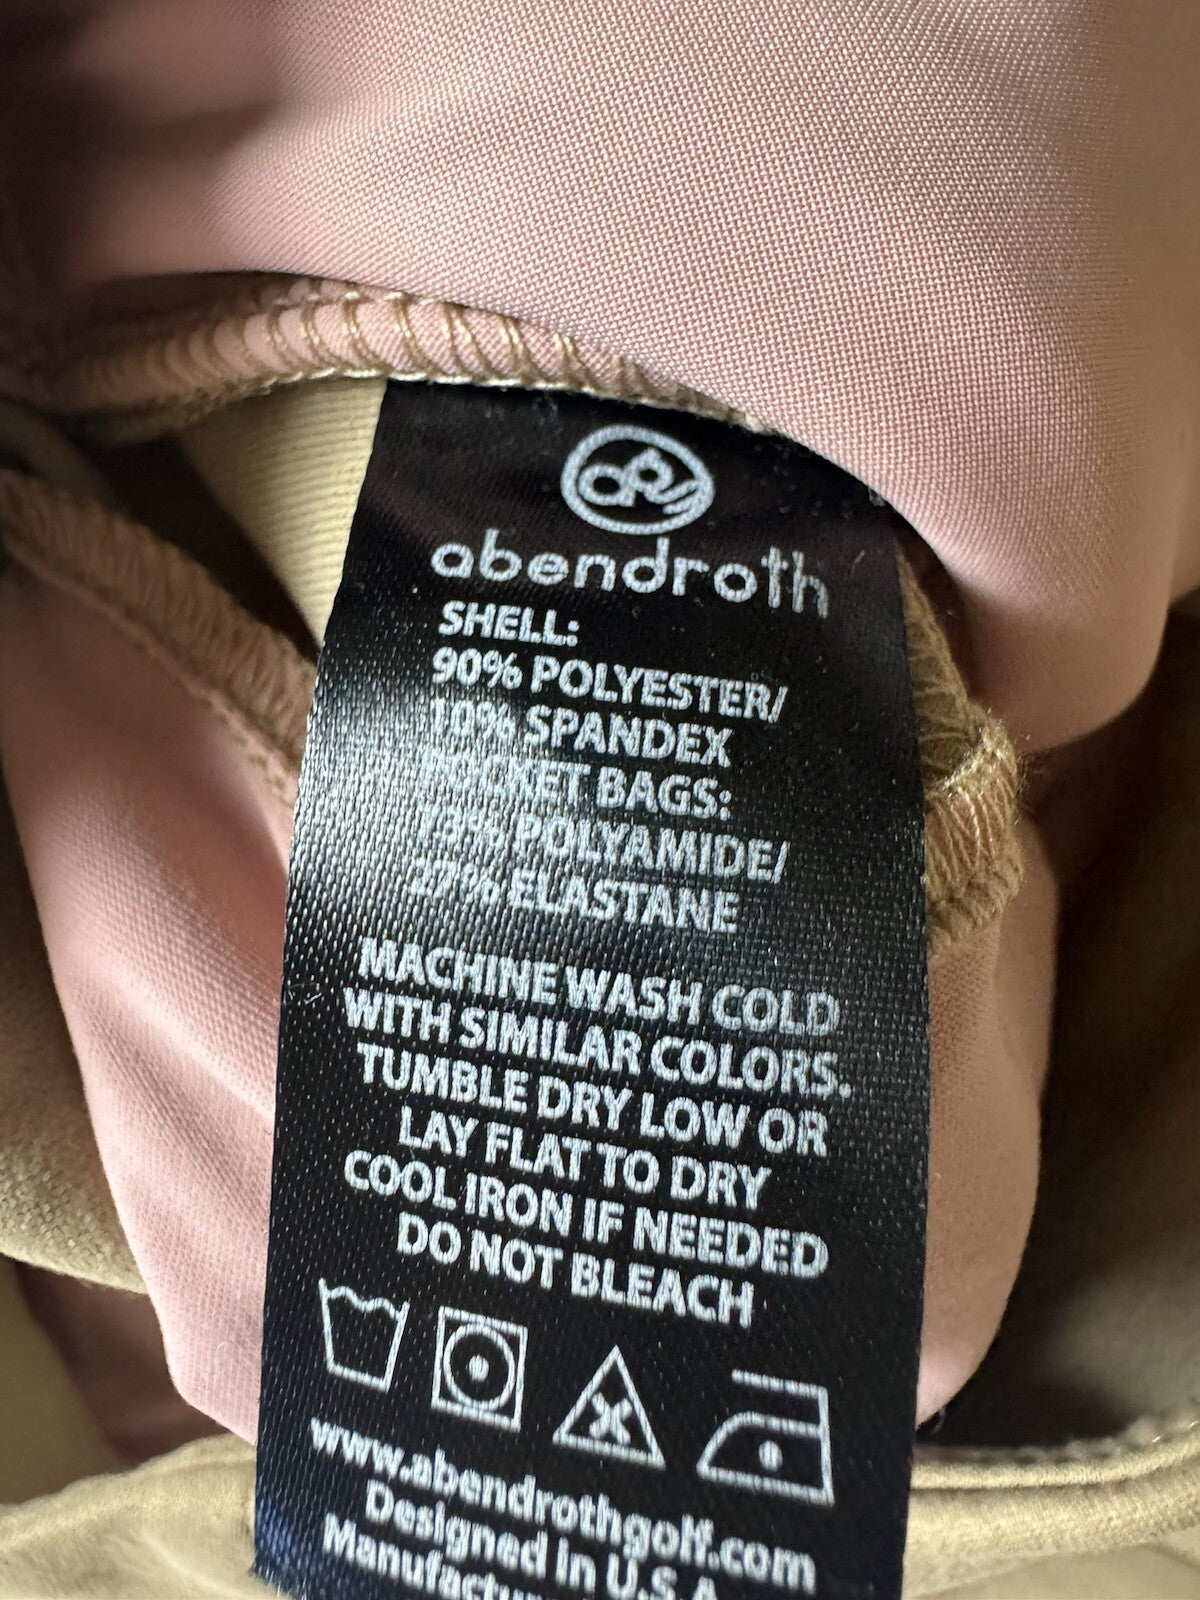 abendroth
SHELL:
90% POLYESTER/
10% SPANDEX
POCKET BAGS:
73% POLYAMIDE/
27% ELASTANE
MACHINE WASH COLD
WITH SIMILAR COLORS.
TUMBLE DRY LOW OR
LAY FLAT TO DRY
COOL IRON IF NEEDED
DO NOT BLEACH
www.abendrothgolf.com
Designed in U.S.A